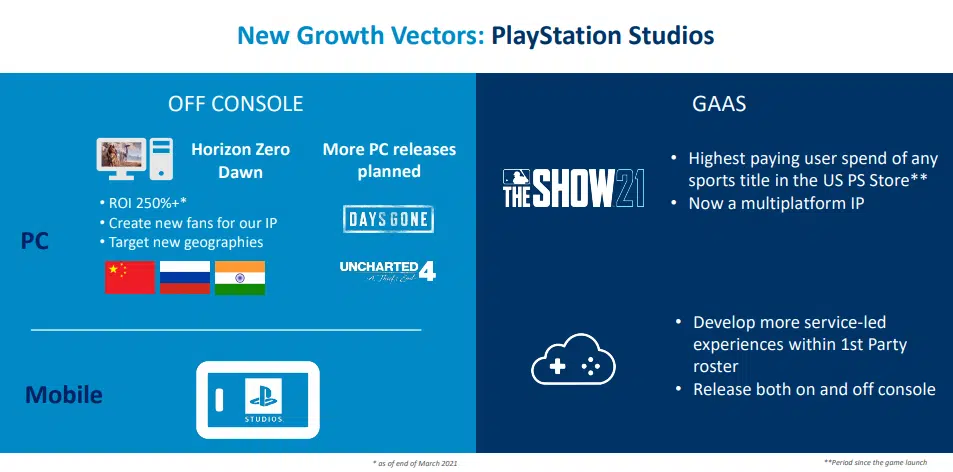 New Growth Vectors: PlayStation Studios
OFF CONSOLE
Horizon Zero
Dawn
More PC releases
planned
PC
• ROI 250%+*
• Create new fans for our IP
• Target new geographies
DAYS GONE
UNCHARTED 4
A Thief's End
Mobile
STUDIOS
* as of end of March 2021
GAAS
THE SHOW 21
• Highest paying user spend of any
sports title in the US PS Store**
• Now a multiplatform IP
• Develop more service-led
experiences within 1st Party
roster
• Release both on and off console
**Period since the game launch